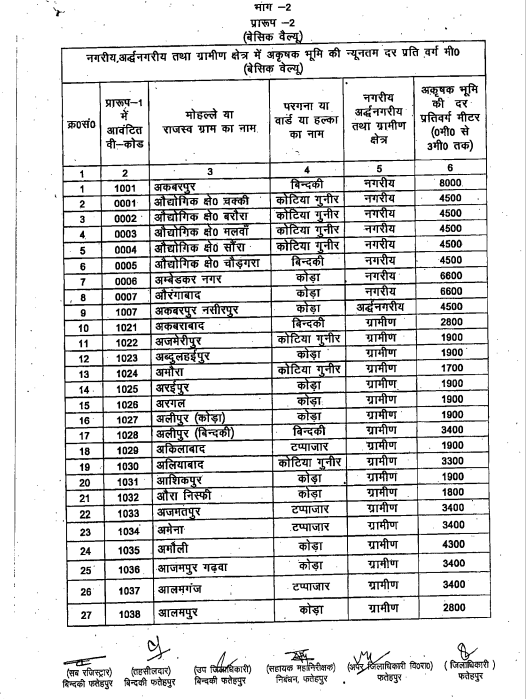 भाग –2
प्रारूप –2
(बेसिक वैल्यू)
नगरीय,अर्द्धनगरीय तथा ग्रामीण क्षेत्र में अकृषक भूमि की न्यूनतम दर प्रति वर्ग मी0
(बेसिक वेल्यू)
क्र0सं0 प्रारूप–1 में आवंटित वी–कोड मोहल्ले या राजस्व ग्राम का नाम परगना या वार्ड या हल्का का नाम नगरीय अर्द्धनगरीय तथा ग्रामीण क्षेत्र अकृषक भूमि की दर प्रतिवर्ग मीटर (0मी0 से 3मी0 तक)
1 2 3 4 5 6
1 1001 अकबरपुर बिन्दकी नगरीय 8000
2 0001 औद्योगिक क्षे0 चक्की कोटिया गुनीर नगरीय 4500
3 0002 औद्योगिक क्षे0 बरौरा कोटिया गुनीर नगरीय 4500
4 0003 औद्योगिक क्षे0 मलवाँ कोटिया गुनीर नगरीय 4500
5 0004 औद्योगिक क्षे0 सौंरा कोटिया गुनीर नगरीय 4500
6 0005 औद्योगिक क्षे0 चौड़गरा बिन्दकी नगरीय 4500
7 0006 अम्बेडकर नगर कोड़ा नगरीय 6600
8 0007 औरंगाबाद कोड़ा नगरीय 6600
9 1007 अकबरपुर नसीरपुर कोड़ा अर्द्धनगरीय 4500
10 1021 अकबराबाद बिन्दकी ग्रामीण 2800
11 1022 अजमेरीपुर कोटिया गुनीर ग्रामीण 1900
12 1023 अब्दुलहईपुर कोड़ा ग्रामीण 1900
13 1024 अमौरा कोटिया गुनीर ग्रामीण 1700
14 1025 अरईपुर कोड़ा ग्रामीण 1900
15 1026 अरगल कोड़ा ग्रामीण 1900
16 1027 अलीपुर (कोड़ा) कोड़ा ग्रामीण 1900
17 1028 अलीपुर (बिन्दकी) बिन्दकी ग्रामीण 3400
18 1029 अकिलाबाद टप्पाजार ग्रामीण 1900
19 1030 अलियाबाद कोटिया गुनीर ग्रामीण 3300
20 1031 आशिकपुर कोड़ा ग्रामीण 1900
21 1032 औरा निस्फी कोड़ा ग्रामीण 1800
22 1033 अजमतपुर टप्पाजार ग्रामीण 3400
23 1034 अमेना टप्पाजार ग्रामीण 3400
24 1035 अमौली कोड़ा ग्रामीण 4300
25 1036 आजमपुर गढ़वा कोड़ा ग्रामीण 3400
26 1037 आलमगंज टप्पाजार ग्रामीण 3400
27 1038 आलमपुर कोड़ा ग्रामीण 2800
(सब रजिस्ट्रार) (तहसीलदार) (उप जिलाधिकारी) (सहायक महानिरीक्षक) (अपर जिलाधिकारी वि0रा0) (जिलाधिकारी)
बिन्दकी फतेहपुर बिन्दकी फतेहपुर बिन्दकी फतेहपुर निबंधन, फतेहपुर फतेहपुर फतेहपुर